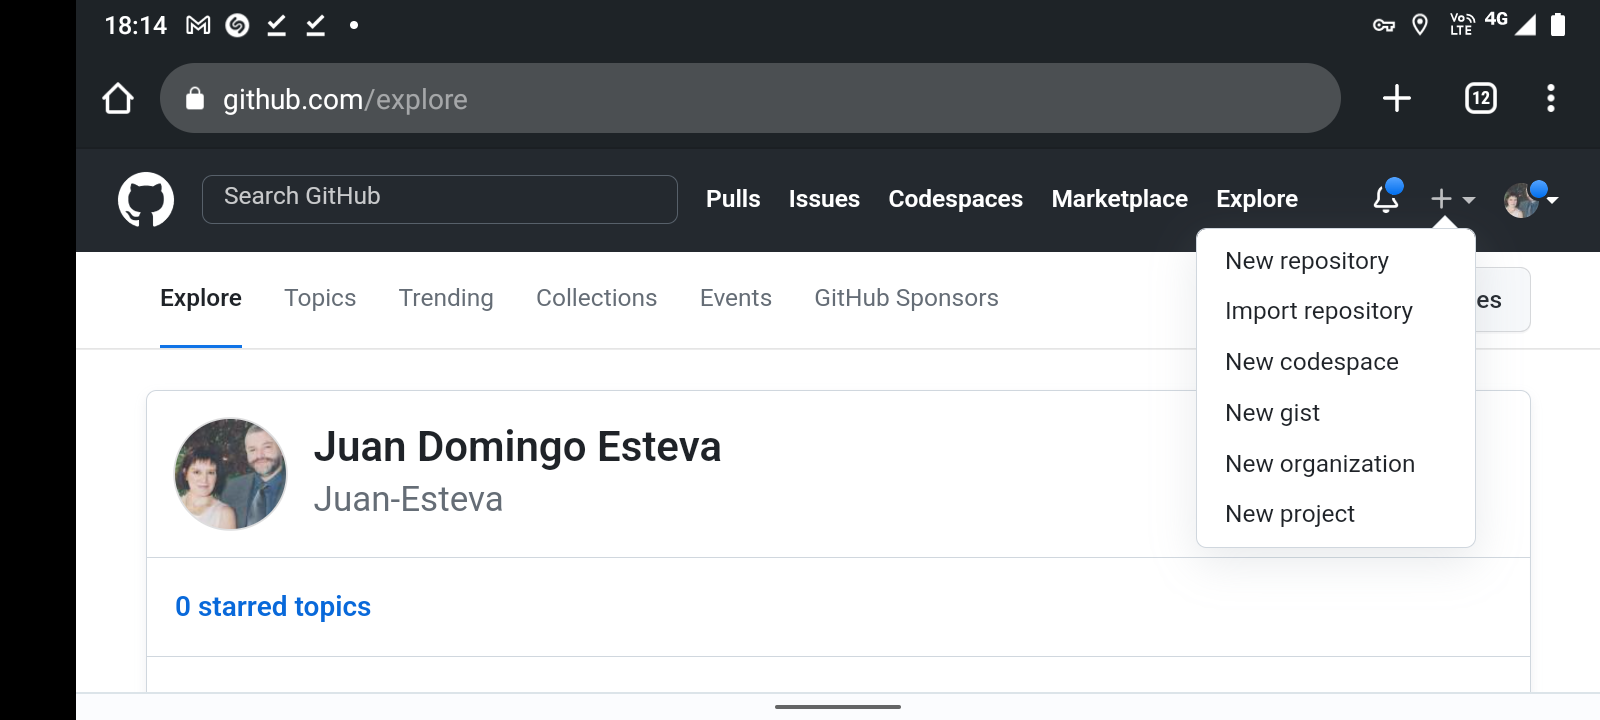 18:14
Vo LTE 4G
github.com/explore
12
Search GitHub Pulls Issues Codespaces Marketplace Explore
Explore Topics Trending Collections Events GitHub Sponsors
es
New repository
Import repository
New codespace
New gist
New organization
New project
Juan Domingo Esteva
Juan-Esteva
0 starred topics